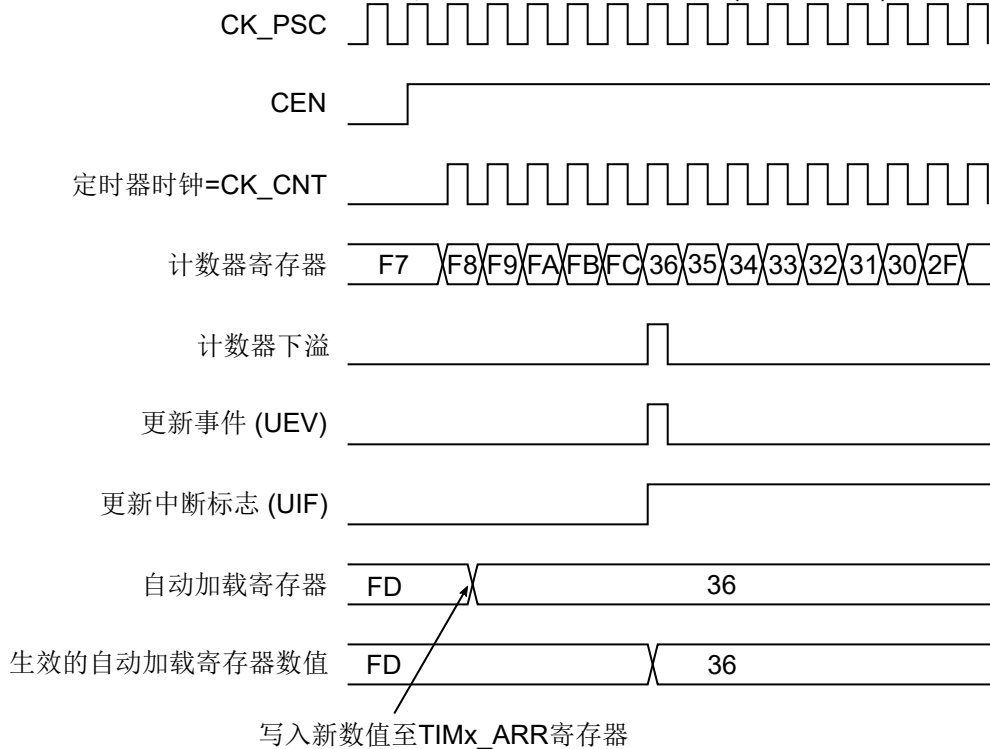 CK_PSC
CEN
定时器时钟=CK_CNT
计数器寄存器 F7 F8 F9 FA FB FC 36 35 34 33 32 31 30 2F
计数器下溢
更新事件 (UEV)
更新中断标志 (UIF)
自动加载寄存器 FD 36
生效的自动加载寄存器数值 FD 36
写入新数值至TIMx_ARR寄存器